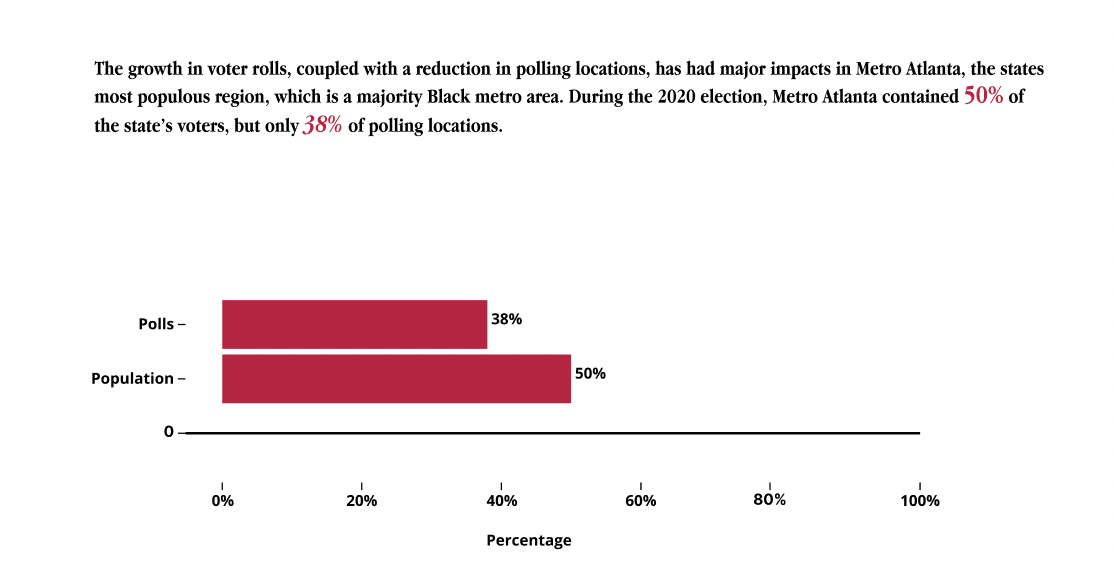 The growth in voter rolls, coupled with a reduction in polling locations, has had major impacts in Metro Atlanta, the states
most populous region, which is a majority Black metro area. During the 2020 election, Metro Atlanta contained 50% of
the state’s voters, but only 38% of polling locations.
Polls
38%
Population
50%
0
0% 20% 40% 60% 80% 100%
Percentage